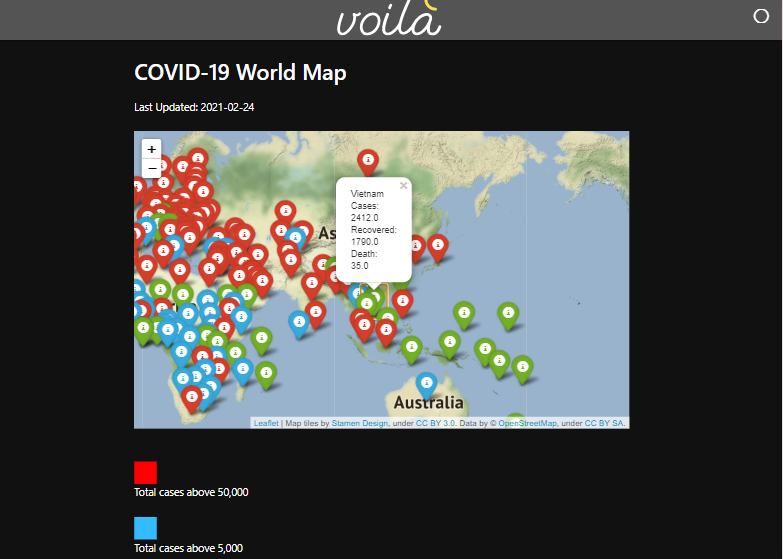 voilà
COVID-19 World Map
Last Updated: 2021-02-24
+
−
×
Vietnam
Cases:
2412.0
Recovered:
1790.0
Death:
35.0
As
Australia
Leaflet | Map tiles by Stamen Design, under CC BY 3.0. Data by © OpenStreetMap, under CC BY SA.
Total cases above 50,000
Total cases above 5,000